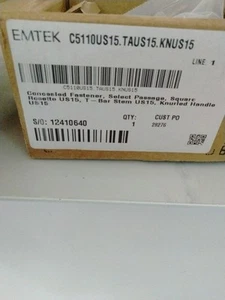 EMTEK C5110US15.TAUS15.KNUS15
LINE 1
C5110US15.TAUS15.KNUS15
Concealed Fastener, Select Passage, Square
Rosette US15, T-Bar Stem US15, Knurled Handle
US15
QTY: CUST PO
S/O: 12410640 1